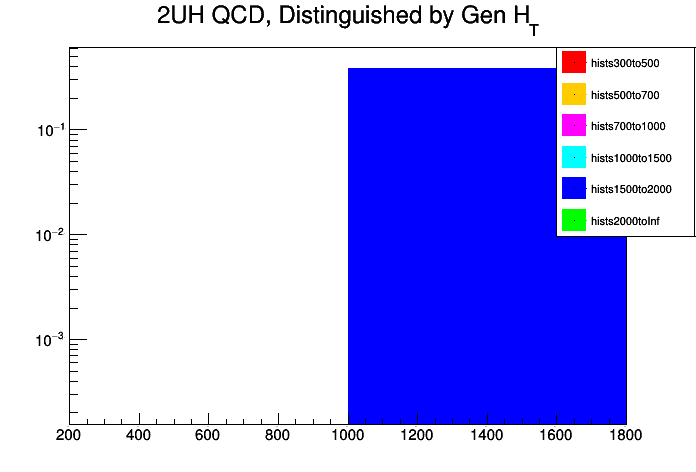 2UH QCD, Distinguished by Gen H_T
hists300to500
hists500to700
hists700to1000
hists1000to1500
hists1500to2000
hists2000toInf
10⁻¹
10⁻²
10⁻³
200 400 600 800 1000 1200 1400 1600 1800